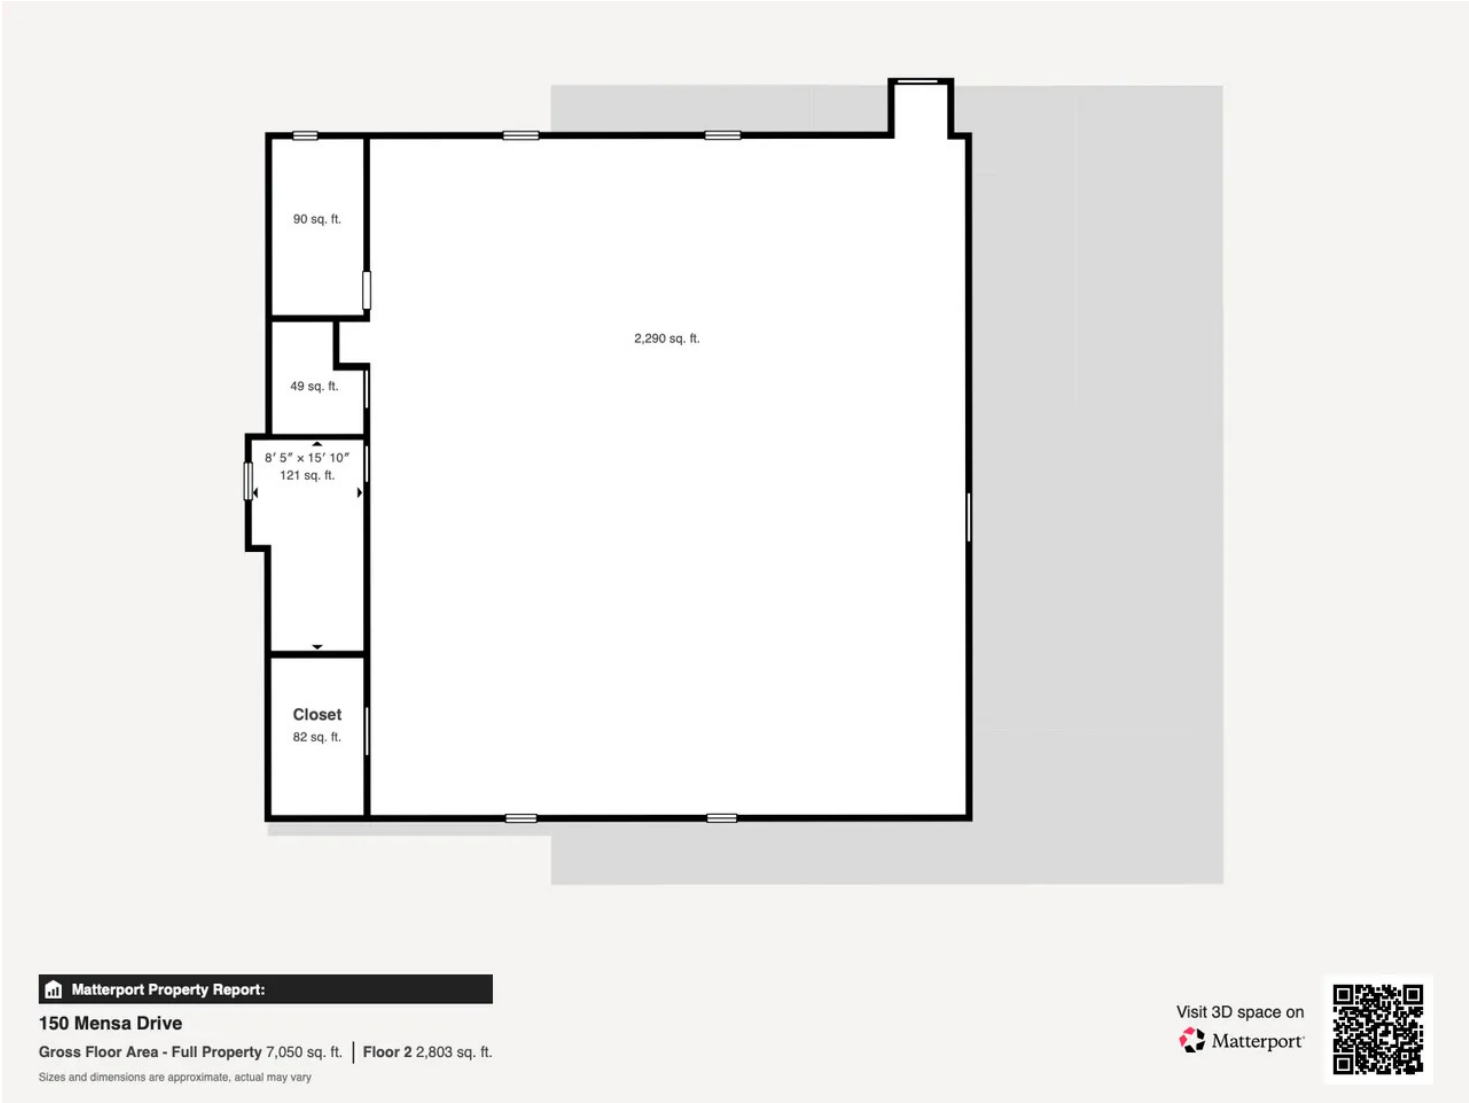 90 sq. ft.
2,290 sq. ft.
49 sq. ft.
8′ 5″ × 15′ 10″
121 sq. ft.
Closet
82 sq. ft.
Matterport Property Report:
150 Mensa Drive
Gross Floor Area - Full Property 7,050 sq. ft. | Floor 2 2,803 sq. ft.
Sizes and dimensions are approximate, actual may vary
Visit 3D space on
Matterport